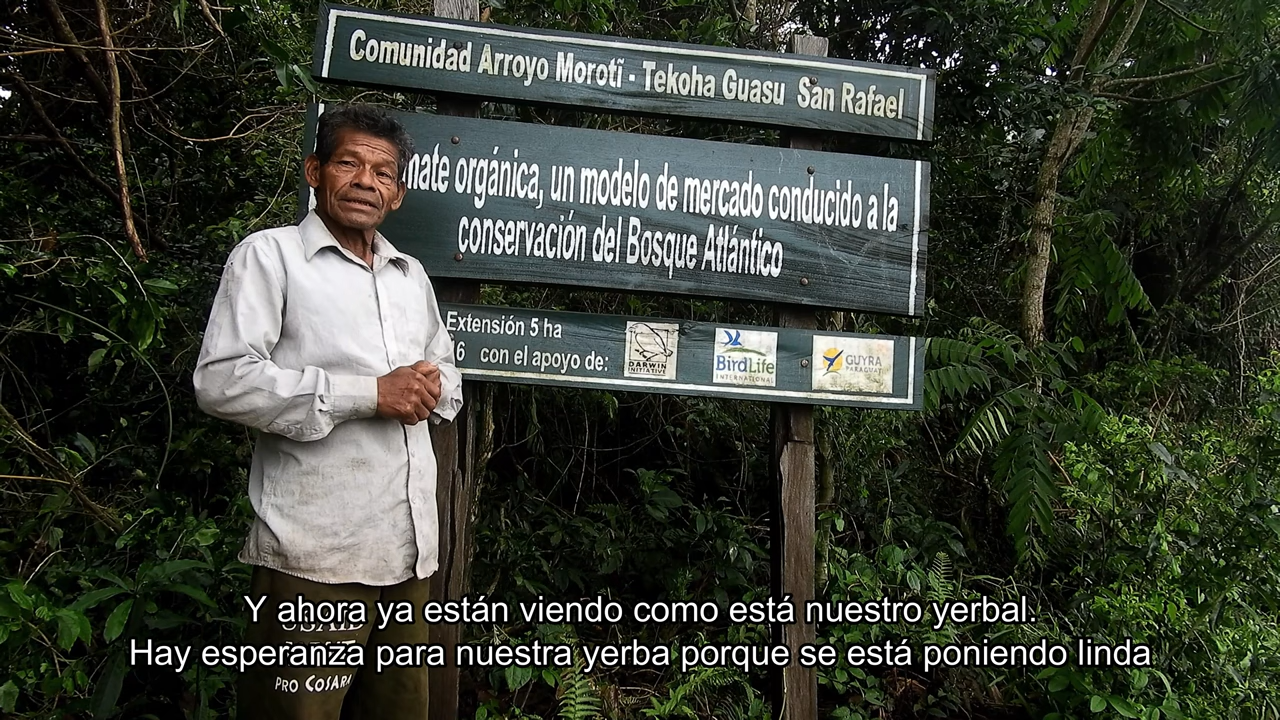 Comunidad Arroyo Morotĩ - Tekoha Guasu San Rafael
mate orgánica, un modelo de mercado conducido a la
conservación del Bosque Atlántico
Extensión 5 ha
6 con el apoyo de:
DARWIN
INITIATIVE
BirdLife
INTERNATIONAL
GUYRA
PARAGUAY
Y ahora ya están viendo como está nuestro yerbal.
Hay esperanza para nuestra yerba porque se está poniendo linda
PRO COSARA